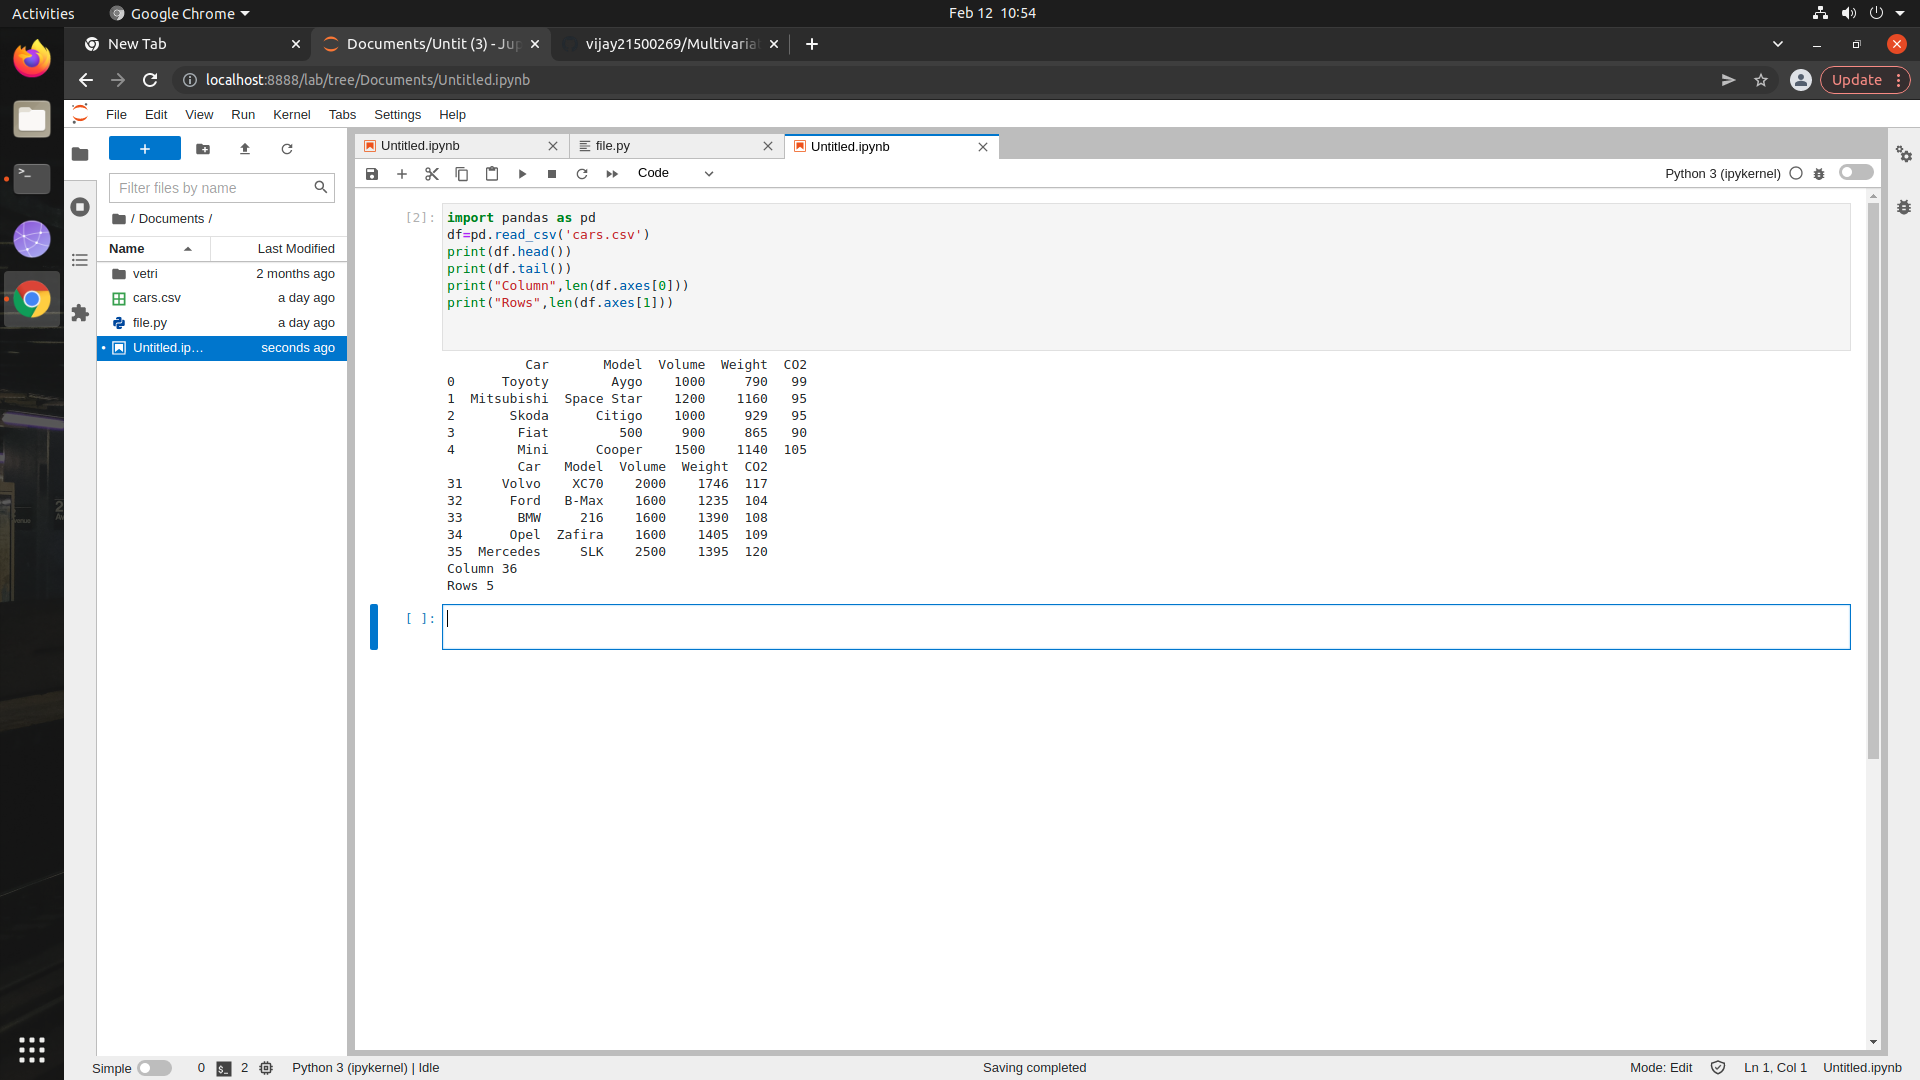 Activities
Google Chrome
Feb 12 10:54
New Tab
Documents/Untit (3) - Jup
vijay21500269/Multivariat
localhost:8888/lab/tree/Documents/Untitled.ipynb
Update
File Edit View Run Kernel Tabs Settings Help
Filter files by name
/ Documents /
Name Last Modified
vetri 2 months ago
cars.csv a day ago
file.py a day ago
Untitled.ip… seconds ago
Untitled.ipynb
file.py
Untitled.ipynb
Code
Python 3 (ipykernel)
[2]:
import pandas as pd
df=pd.read_csv('cars.csv')
print(df.head())
print(df.tail())
print("Column",len(df.axes[0]))
print("Rows",len(df.axes[1]))
Car Model Volume Weight CO2
0 Toyoty Aygo 1000 790 99
1 Mitsubishi Space Star 1200 1160 95
2 Skoda Citigo 1000 929 95
3 Fiat 500 900 865 90
4 Mini Cooper 1500 1140 105
Car Model Volume Weight CO2
31 Volvo XC70 2000 1746 117
32 Ford B-Max 1600 1235 104
33 BMW 216 1600 1390 108
34 Opel Zafira 1600 1405 109
35 Mercedes SLK 2500 1395 120
Column 36
Rows 5
[ ]:
Simple
0
2
Python 3 (ipykernel) | Idle
Saving completed
Mode: Edit
Ln 1, Col 1
Untitled.ipynb